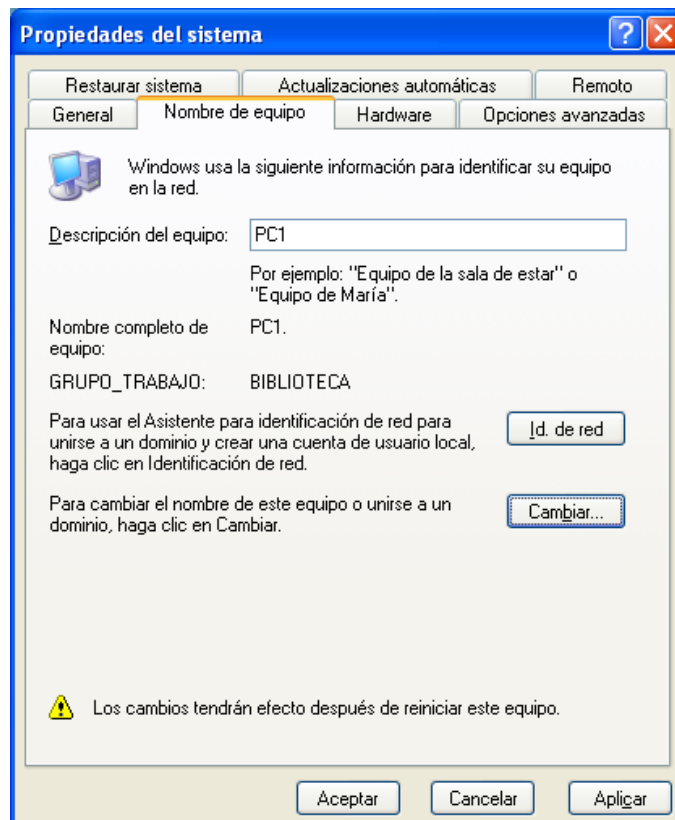 Propiedades del sistema
Restaurar sistema Actualizaciones automáticas Remoto
General Nombre de equipo Hardware Opciones avanzadas
Windows usa la siguiente información para identificar su equipo
en la red.
Descripción del equipo: PC1
Por ejemplo: "Equipo de la sala de estar" o
"Equipo de María".
Nombre completo de
equipo:
PC1.
GRUPO_TRABAJO: BIBLIOTECA
Para usar el Asistente para identificación de red para
unirse a un dominio y crear una cuenta de usuario local,
haga clic en Identificación de red.
Id. de red
Para cambiar el nombre de este equipo o unirse a un
dominio, haga clic en Cambiar.
Cambiar...
Los cambios tendrán efecto después de reiniciar este equipo.
Aceptar Cancelar Aplicar